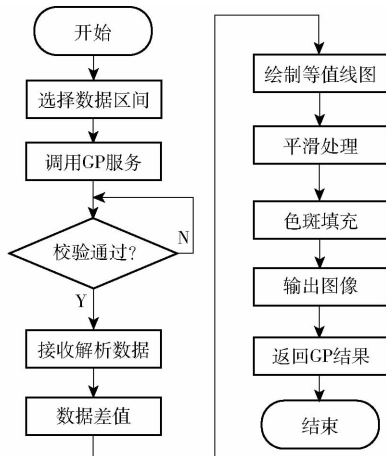 开始
选择数据区间
调用GP服务
校验通过?
N
Y
接收解析数据
数据差值
绘制等值线图
平滑处理
色斑填充
输出图像
返回GP结果
结束